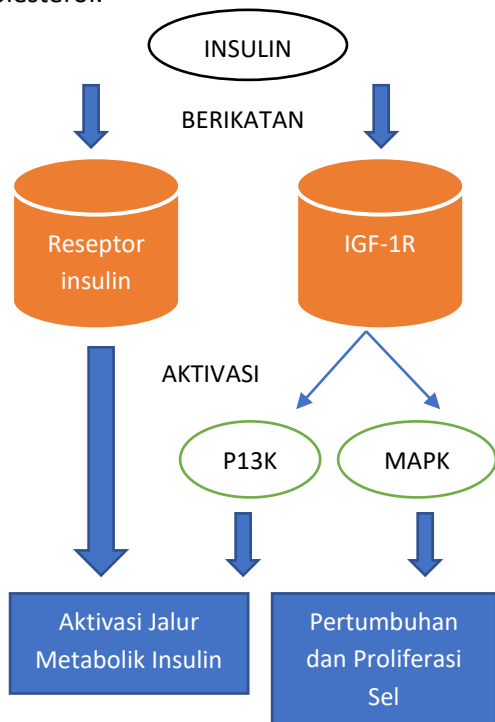 INSULIN
BERIKATAN
Reseptor
insulin
IGF-1R
AKTIVASI
P13K
MAPK
Aktivasi Jalur
Metabolik Insulin
Pertumbuhan
dan Proliferasi
Sel